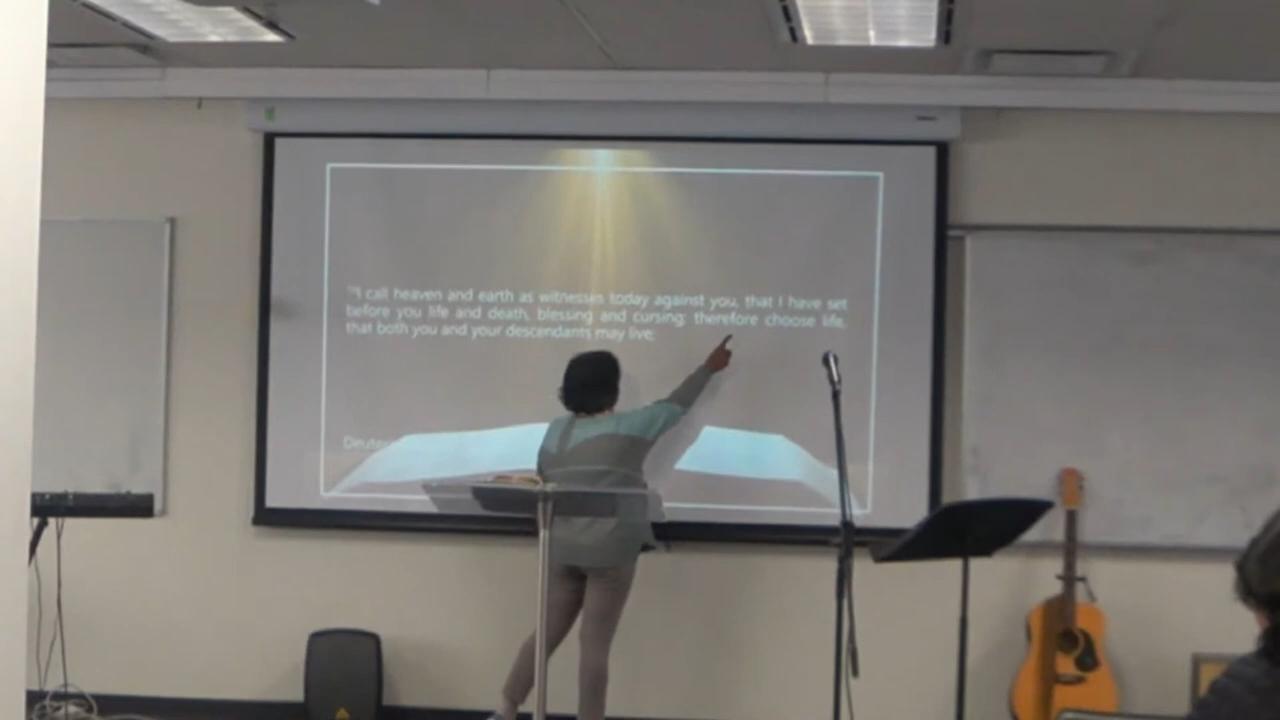 "I call heaven and earth as witnesses today against you, that I have set
before you life and death, blessing and cursing; therefore choose life,
that both you and your descendants may live;
Deuter